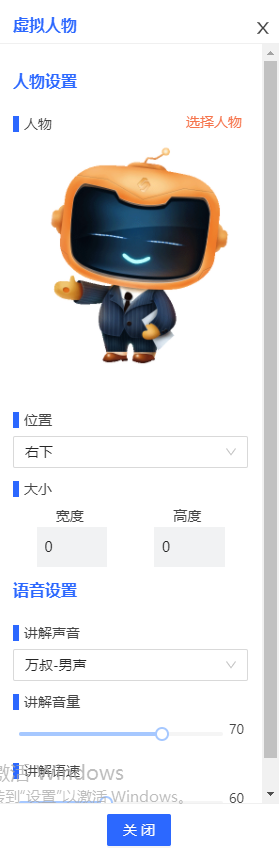 虚拟人物
X
人物设置
人物
选择人物
位置
右下
大小
宽度 高度
0 0
语音设置
讲解声音
万叔-男声
讲解音量
70
讲解语速
激活 Windows
转到“设置”以激活 Windows。
60
关 闭